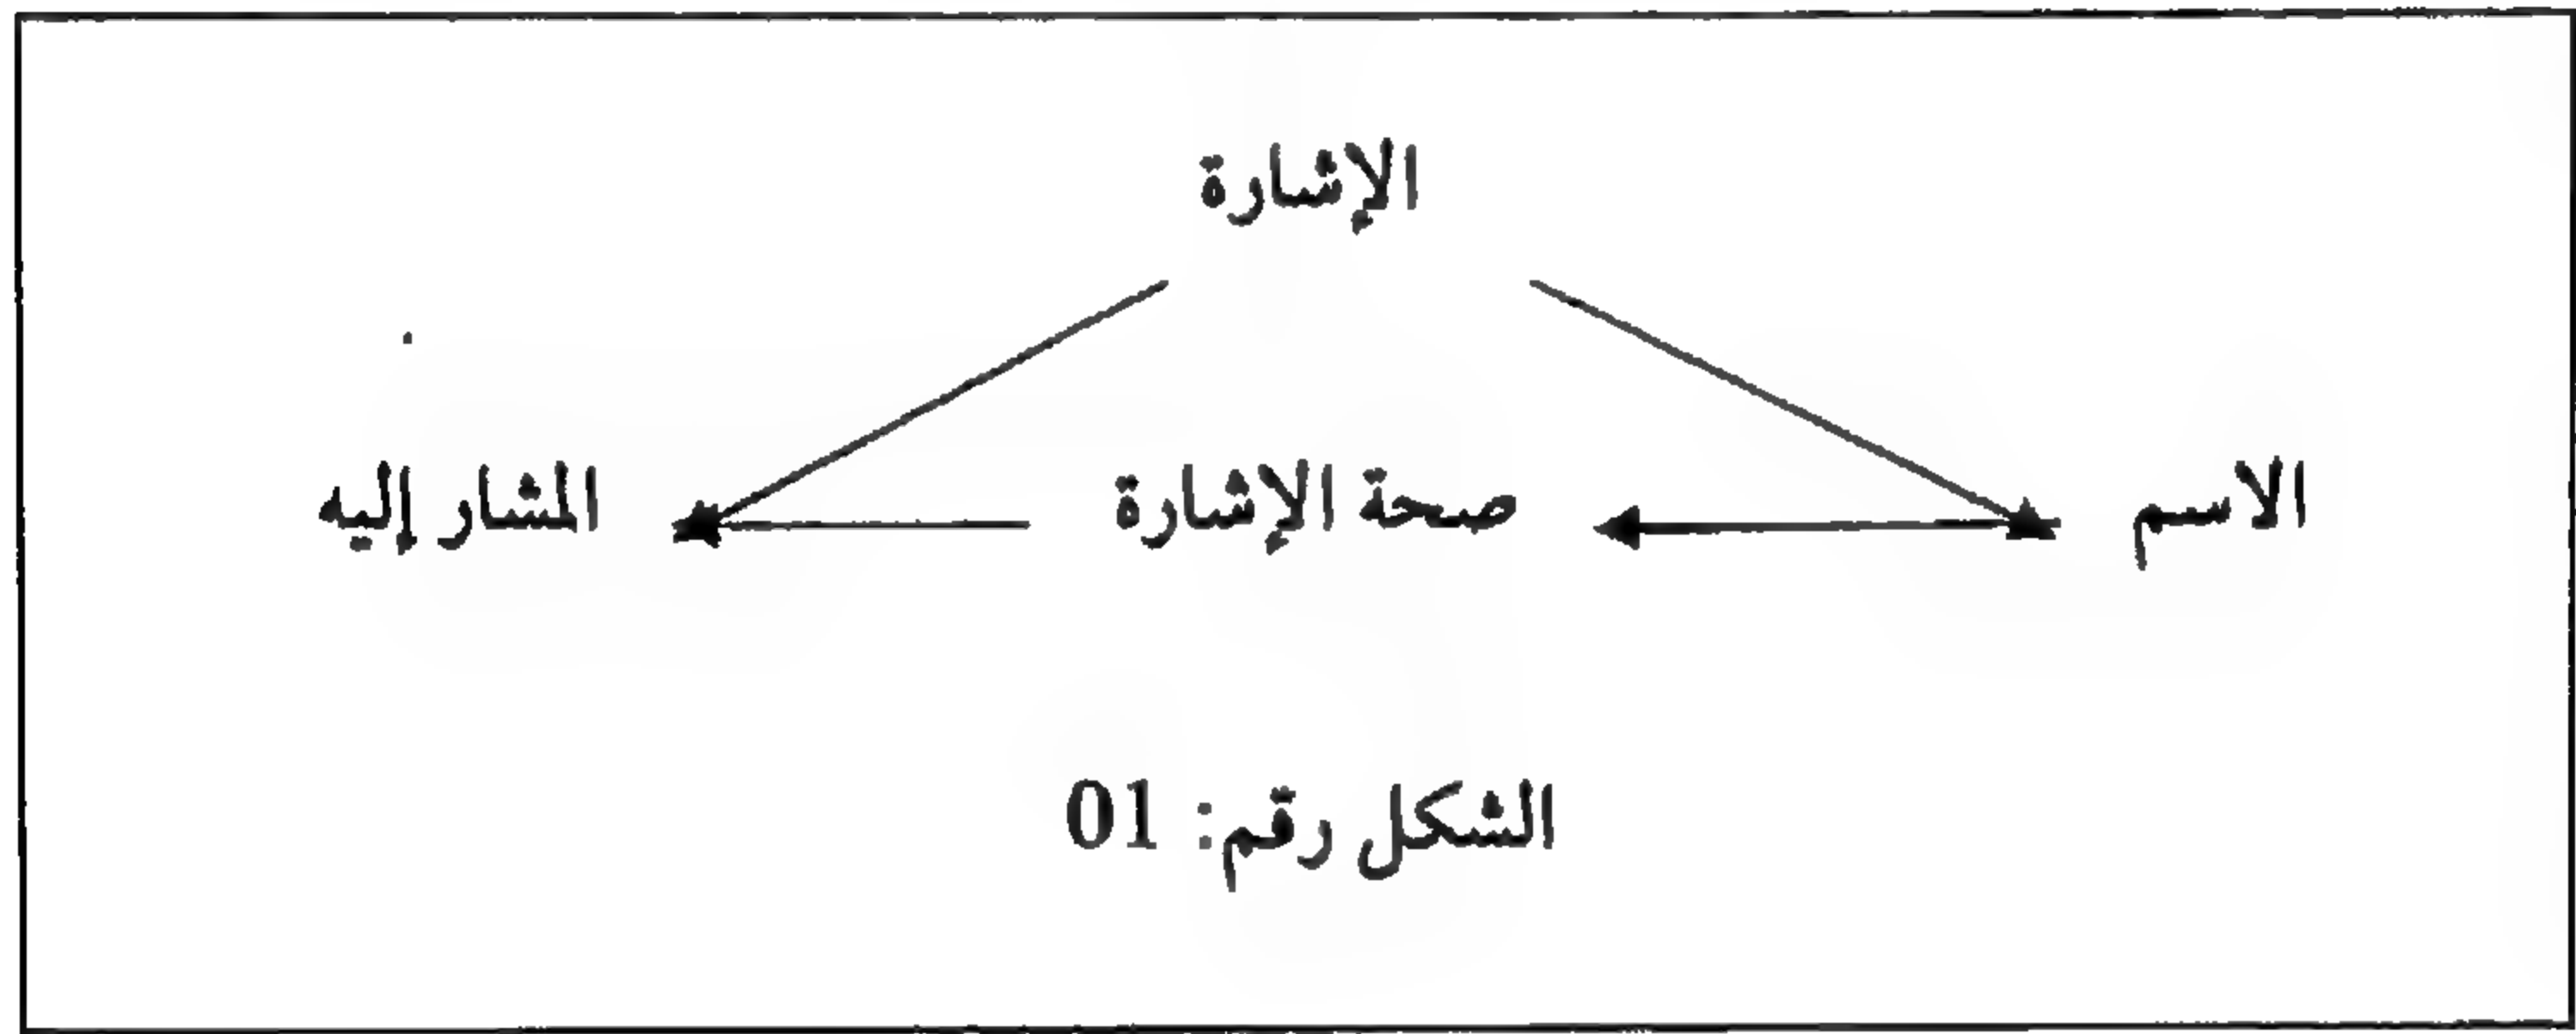 الإشارة
الاسم صحة الإشارة المشار إليه
الشكل رقم: 01